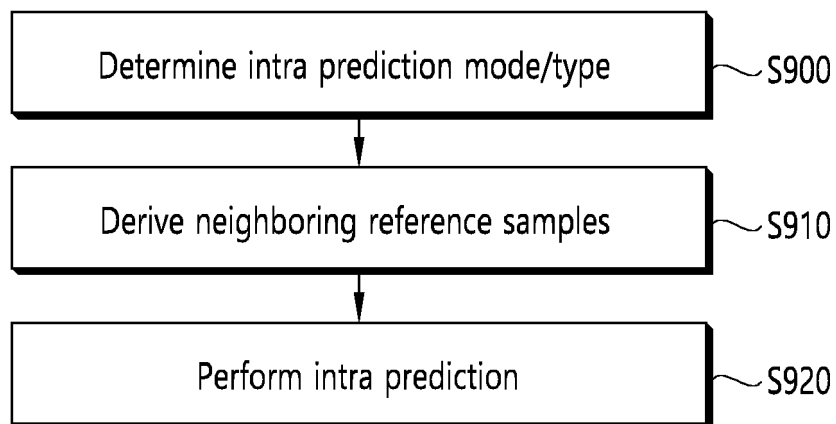 Determine intra prediction mode/type S900
Derive neighboring reference samples S910
Perform intra prediction S920